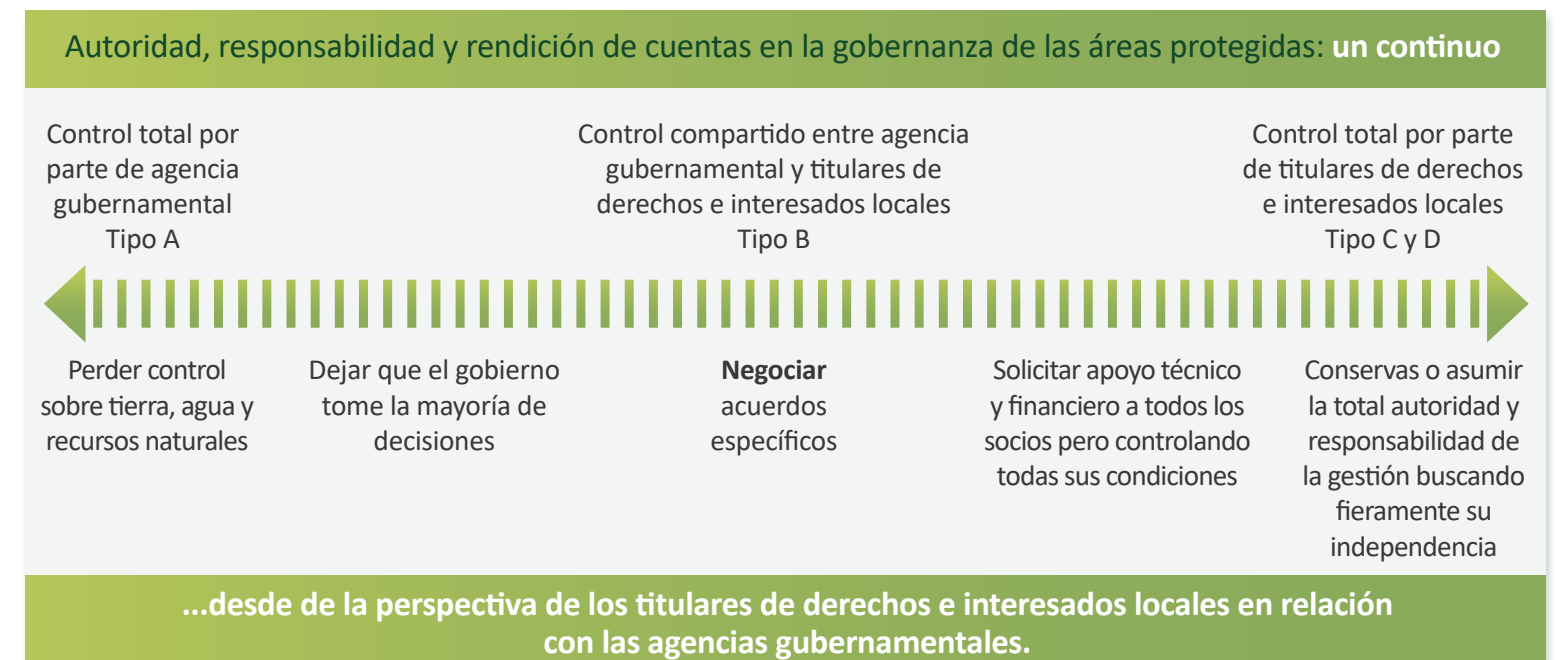 Autoridad, responsabilidad y rendición de cuentas en la gobernanza de las áreas protegidas: un continuo
Control total por
parte de agencia
gubernamental
Tipo A
Control compartido entre agencia
gubernamental y titulares de
derechos e interesados locales
Tipo B
Control total por parte
de titulares de derechos
e interesados locales
Tipo C y D
Perder control
sobre tierra, agua y
recursos naturales
Dejar que el gobierno
tome la mayoría de
decisiones
Negociar
acuerdos
específicos
Solicitar apoyo técnico
y financiero a todos los
socios pero controlando
todas sus condiciones
Conservas o asumir
la total autoridad y
responsabilidad de
la gestión buscando
fieramente su
independencia
...desde de la perspectiva de los titulares de derechos e interesados locales en relación
con las agencias gubernamentales.